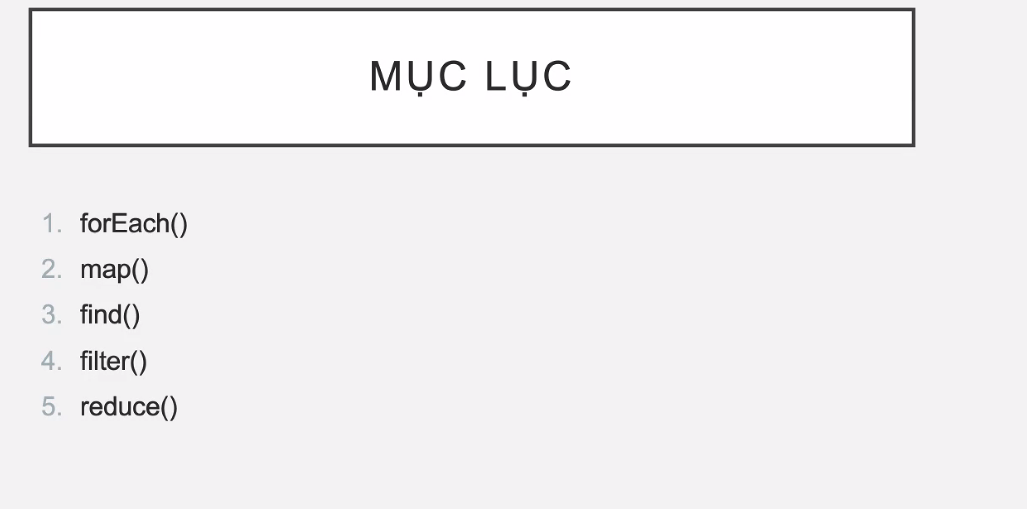 MỤC LỤC
1. forEach()
2. map()
3. find()
4. filter()
5. reduce()